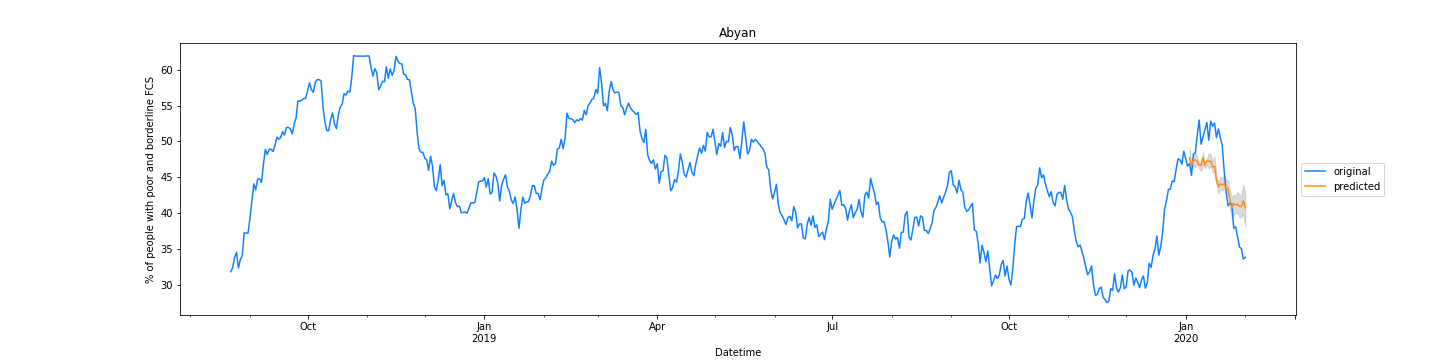 Abyan
% of people with poor and borderline FCS
60
55
50
45
40
35
30
Oct
Jan
2019
Apr
Jul
Oct
Jan
2020
Datetime
original
predicted